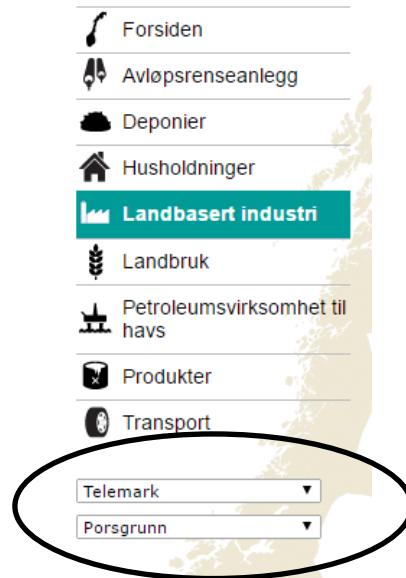 Forsiden
Avløpsrenseanlegg
Deponier
Husholdninger
Landbasert industri
Landbruk
Petroleumsvirksomhet til
havs
Produkter
Transport
Telemark
Porsgrunn